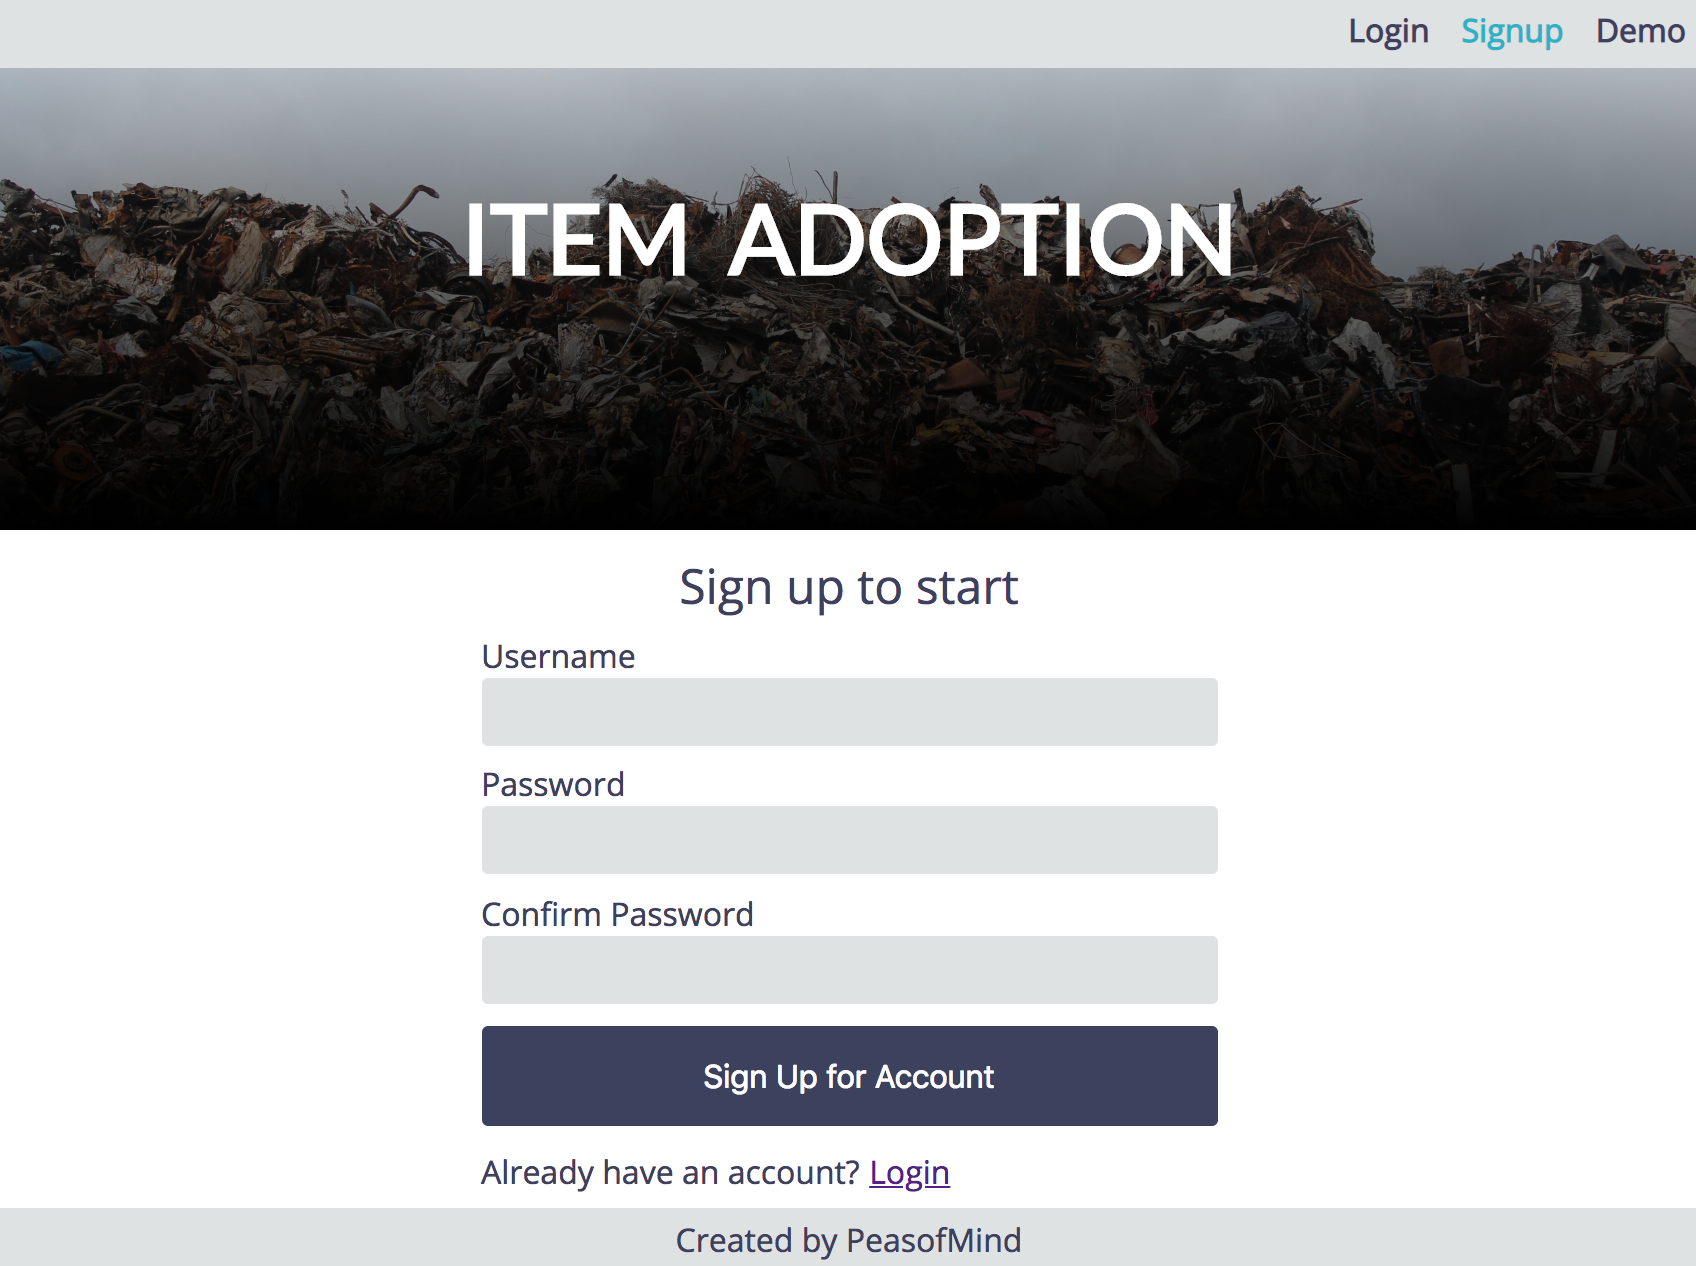 Login Signup Demo
ITEM ADOPTION
Sign up to start
Username
Password
Confirm Password
Sign Up for Account
Already have an account? Login
Created by PeasofMind